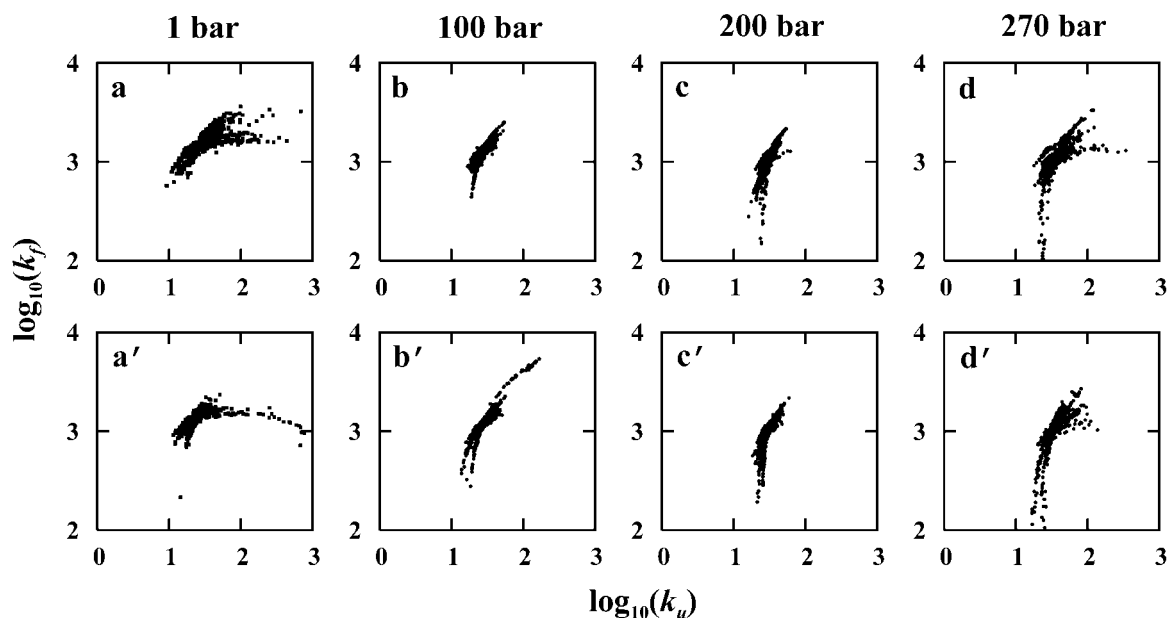 1 bar 100 bar 200 bar 270 bar
a b c d
4 4 4 4
3 3 3 3
2 2 2 2
0 1 2 3 0 1 2 3 0 1 2 3 0 1 2 3
log₁₀(k_f)
a′ b′ c′ d′
4 4 4 4
3 3 3 3
2 2 2 2
0 1 2 3 0 1 2 3 0 1 2 3 0 1 2 3
log₁₀(k_u)